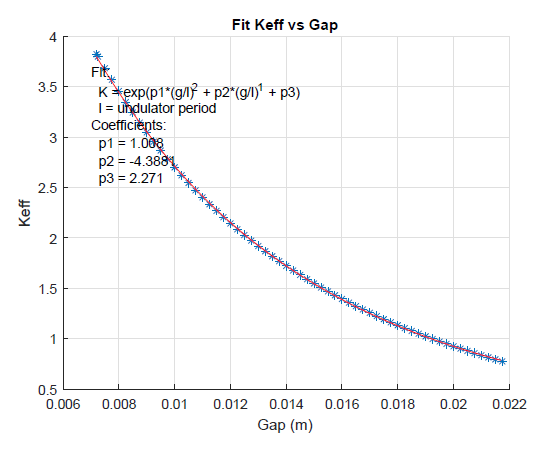 Fit Keff vs Gap
4
3.5
3
2.5
2
1.5
1
0.5
Keff
Fit:
K = exp(p1*(g/l)² + p2*(g/l)¹ + p3)
l = undulator period
Coefficients:
p1 = 1.008
p2 = -4.3881
p3 = 2.271
0.006 0.008 0.01 0.012 0.014 0.016 0.018 0.02 0.022
Gap (m)